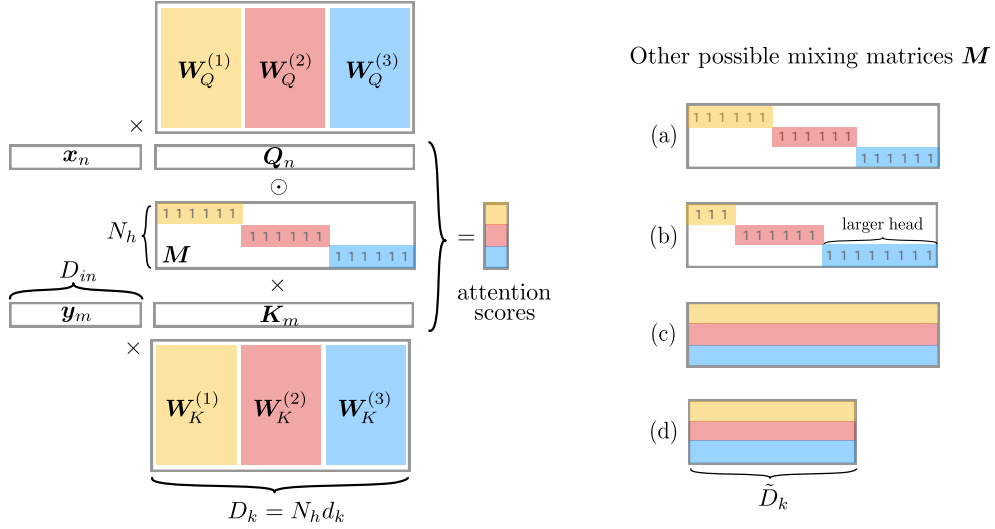 W_Q^(1) W_Q^(2) W_Q^(3)
×
x_n Q_n
⊙
N_h 1 1 1 1 1 1
1 1 1 1 1 1
M 1 1 1 1 1 1
D_in ×
y_m K_m
×
W_K^(1) W_K^(2) W_K^(3)
D_k = N_h d_k
=
attention
scores
Other possible mixing matrices M
(a) 1 1 1 1 1 1
1 1 1 1 1 1
1 1 1 1 1 1
(b) 1 1 1
larger head
1 1 1 1 1 1
1 1 1 1 1 1 1 1
(c)
(d)
D̃_k